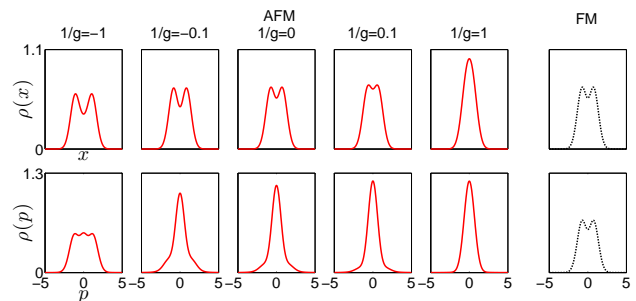 AFM
FM
1/g=−1
1/g=−0.1
1/g=0
1/g=0.1
1/g=1
1.1
ρ(x)
0
x
1.3
ρ(p)
0
−5 0 5
−5 0 5
−5 0 5
−5 0 5
−5 0 5
−5 0 5
p